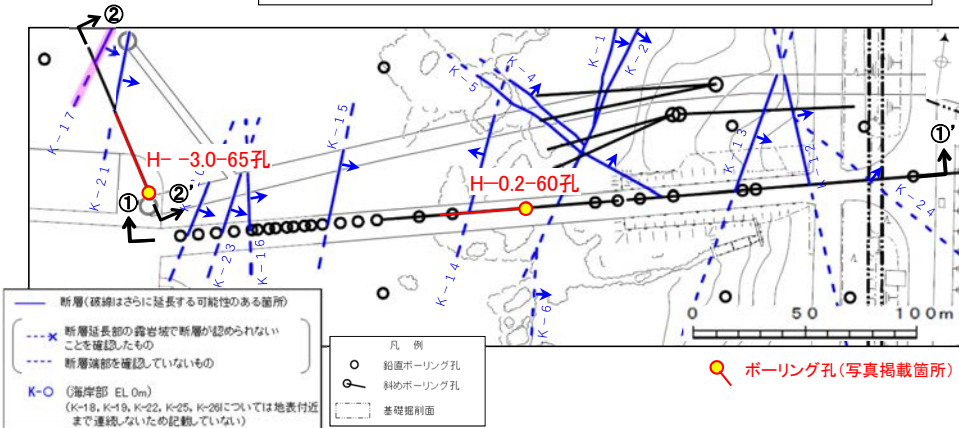 ②
K-1
K-2
K-4
K-5
K-15
K-17
K-21
H- -3.0-65孔
②'
①
H-0.2-60孔
K-13
K-12
①'
K-24
K-23
K-16
K-14
K-6
0 50 100m
ボーリング孔(写真掲載箇所)
断層(破線はさらに延長する可能性のある箇所)
断層延長部の露岩域で断層が認められない
ことを確認したもの
断層端部を確認していないもの
K-○ (海岸部 EL 0m)
(K-18, K-19, K-22, K-25, K-26については地表付近
まで連続しないため記載していない)
凡 例
鉛直ボーリング孔
斜めボーリング孔
基礎掘削面